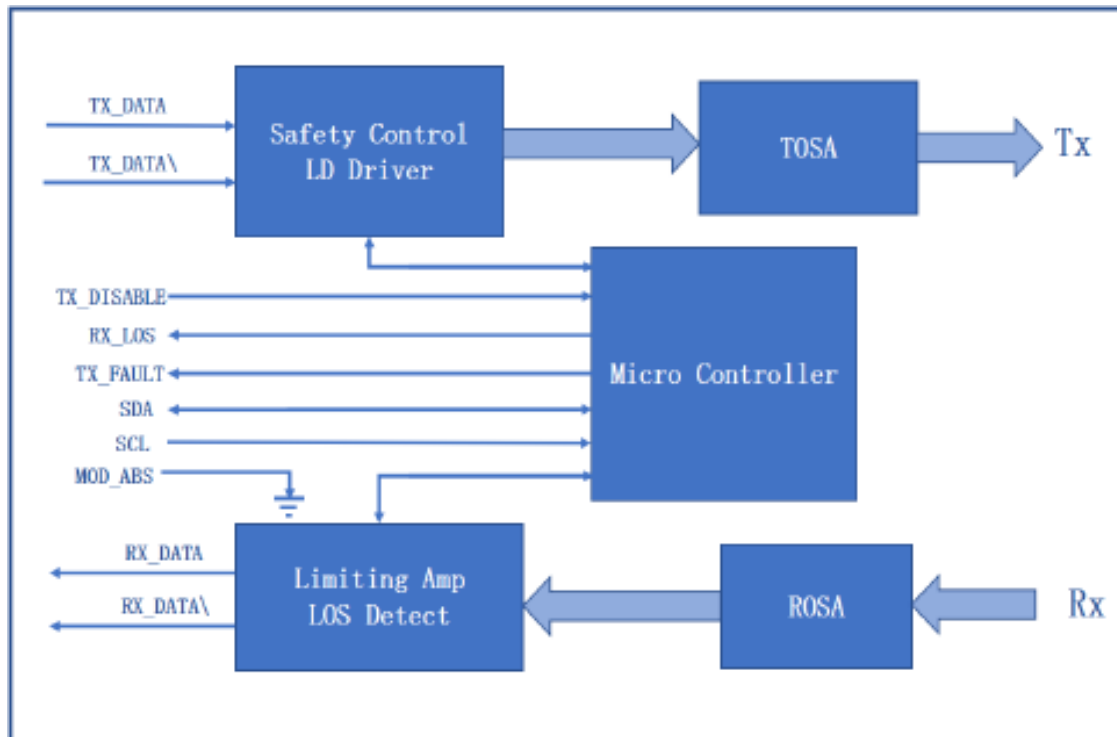 TX_DATA
TX_DATA\
Safety Control
LD Driver
TOSA
Tx
TX_DISABLE
RX_LOS
TX_FAULT
SDA
SCL
MOD_ABS
Micro Controller
RX_DATA
RX_DATA\
Limiting Amp
LOS Detect
ROSA
Rx